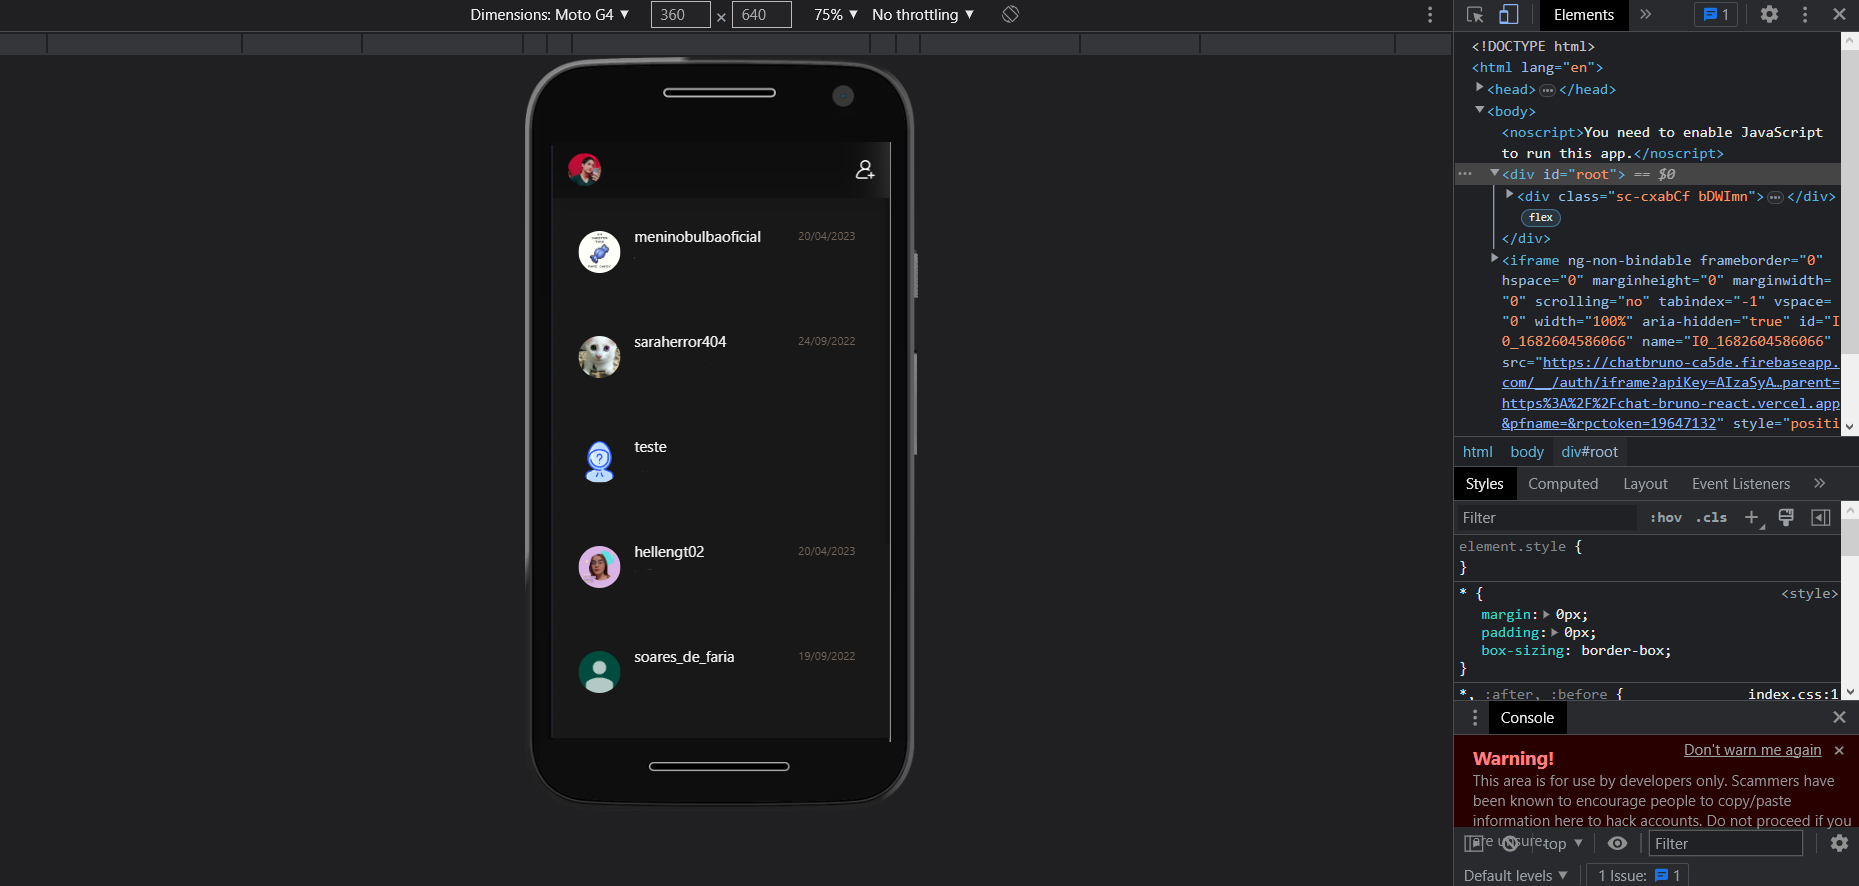 Dimensions: Moto G4 ▼ 360 × 640 75% ▼ No throttling ▼
Elements » 1
<!DOCTYPE html>
<html lang="en">
<head> ⋯ </head>
<body>
<noscript>You need to enable JavaScript
to run this app.</noscript>
<div id="root"> == $0
<div class="sc-cxabCf bDWImn"> ⋯ </div>
flex
</div>
<iframe ng-non-bindable frameborder="0"
hspace="0" marginheight="0" marginwidth=
"0" scrolling="no" tabindex="-1" vspace=
"0" width="100%" aria-hidden="true" id="I
0_1682604586066" name="I0_1682604586066"
src="https://chatbruno-ca5de.firebaseapp.
com/__/auth/iframe?apiKey=AIzaSyA…parent=
https%3A%2F%2Fchat-bruno-react.vercel.app
&pfname=&rpctoken=19647132" style="positi
html body div#root
Styles Computed Layout Event Listeners »
Filter :hov .cls +
element.style {
}
* { <style>
margin: 0px;
padding: 0px;
box-sizing: border-box;
}
*, :after, :before { index.css:1
Console
Warning! Don't warn me again ×
This area is for use by developers only. Scammers have
been known to encourage people to copy/paste
information here to hack accounts. Do not proceed if you
are unsure.
top ▼ Filter
Default levels ▼ 1 Issue: 1
meninobulbaoficial 20/04/2023
saraherror404 24/09/2022
teste
hellengt02 20/04/2023
soares_de_faria 19/09/2022